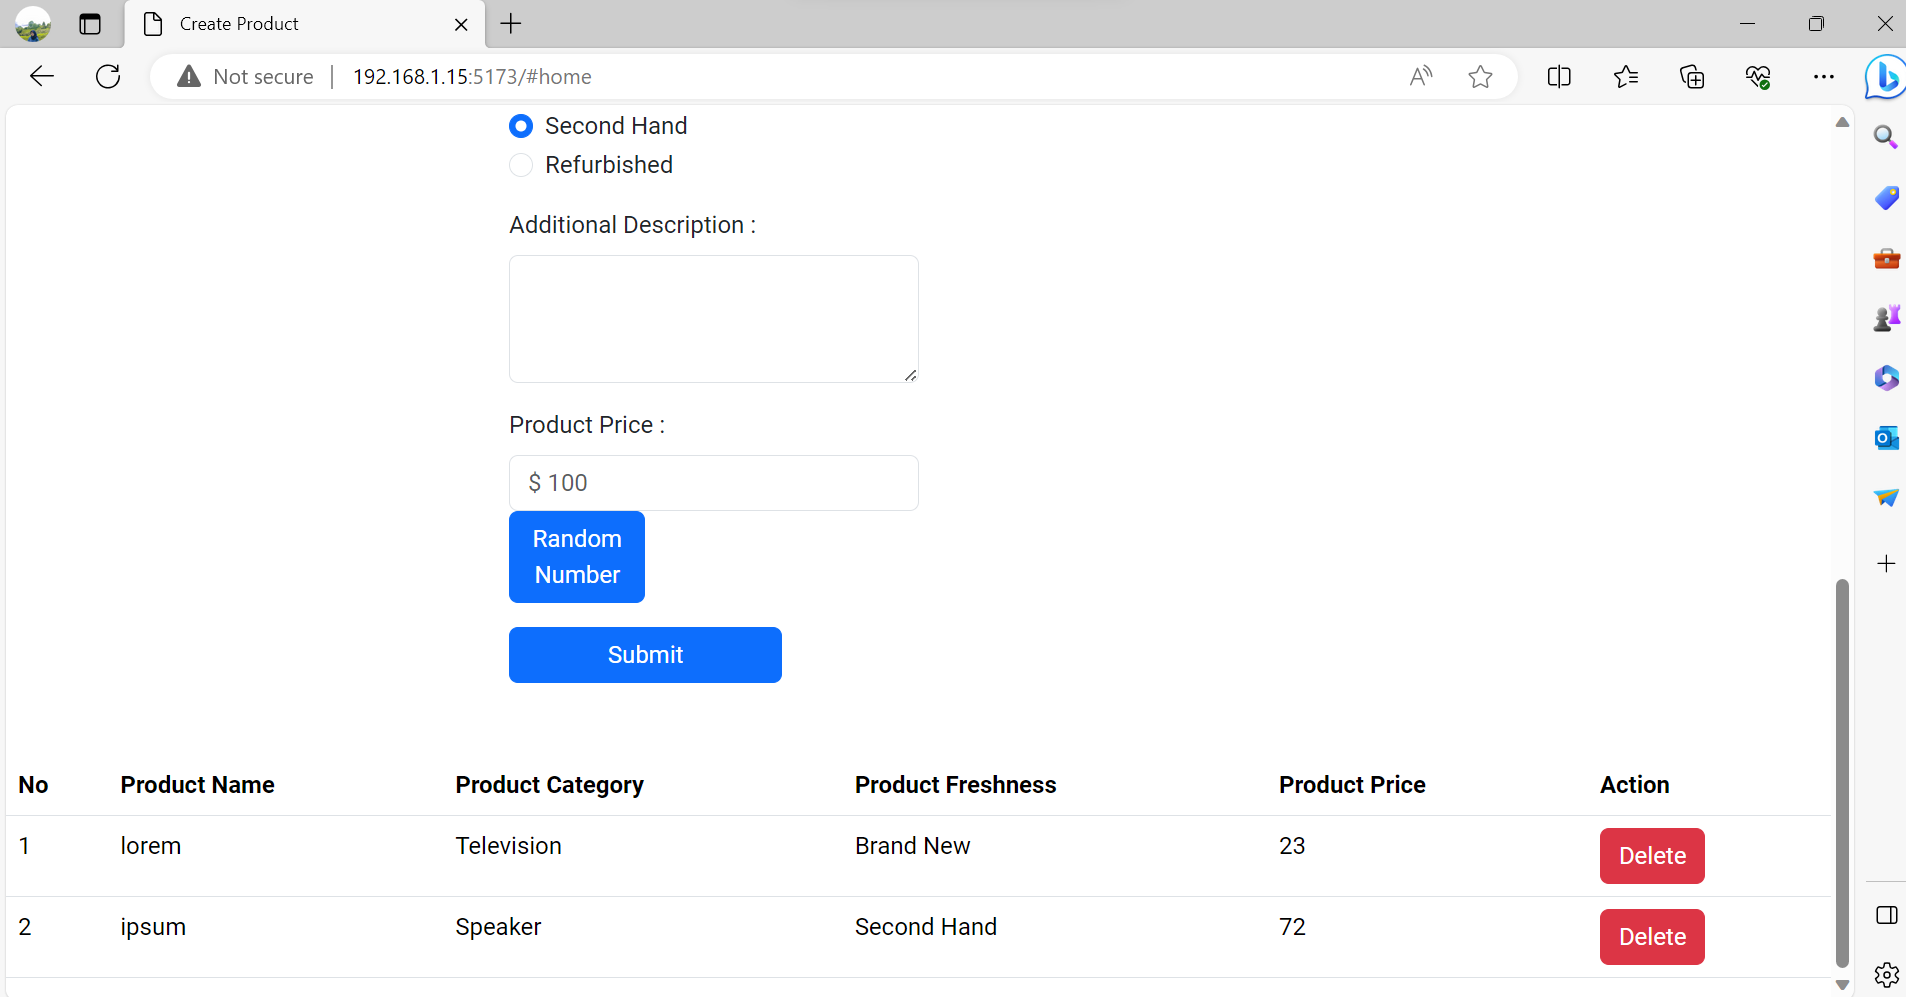 Create Product
Not secure
192.168.1.15:5173/#home
Second Hand
Refurbished
Additional Description :
Product Price :
$ 100
Random
Number
Submit
No Product Name Product Category Product Freshness Product Price Action
1 lorem Television Brand New 23 Delete
2 ipsum Speaker Second Hand 72 Delete